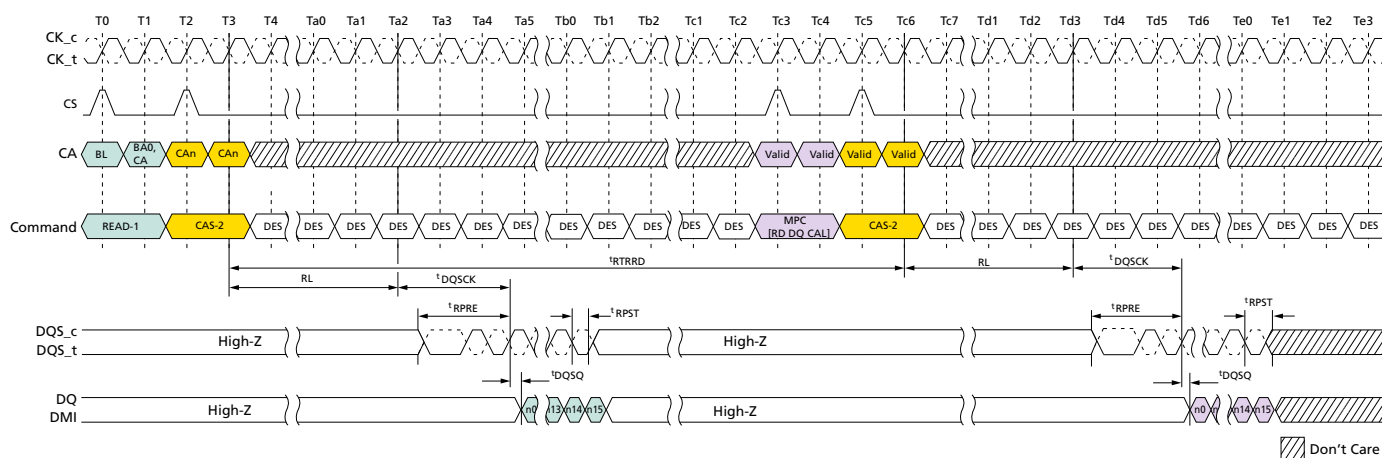 T0 T1 T2 T3 T4 Ta0 Ta1 Ta2 Ta3 Ta4 Ta5 Tb0 Tb1 Tb2 Tc1 Tc2 Tc3 Tc4 Tc5 Tc6 Tc7 Td1 Td2 Td3 Td4 Td5 Td6 Te0 Te1 Te2 Te3
CK_c
CK_t
CS
CA BL BA0, CA CAn CAn Valid Valid Valid Valid
Command READ-1 CAS-2 DES DES DES DES DES DES DES DES DES DES DES DES MPC [RD DQ CAL] CAS-2 DES DES DES DES DES DES DES DES DES DES DES
tRTRRD
RL tDQSCK RL tDQSCK
tRPRE tRPST tRPRE tRPST
DQS_c
DQS_t
High-Z High-Z
tDQSQ tDQSQ
DQ
DMI
High-Z n0 n13 n14 n15 High-Z n0 n14 n15
Don't Care